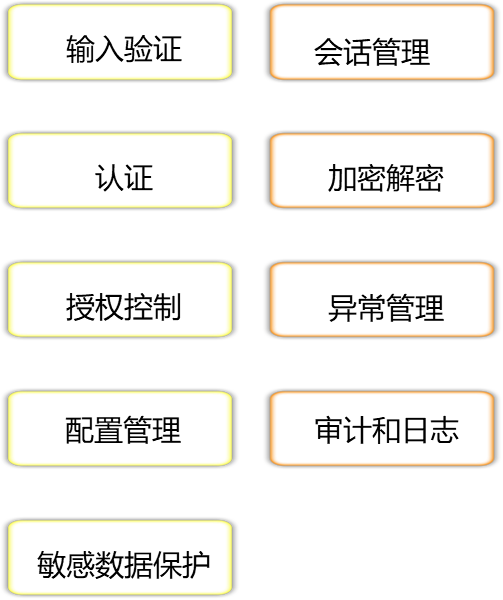 输入验证
会话管理
认证
加密解密
授权控制
异常管理
配置管理
审计和日志
敏感数据保护